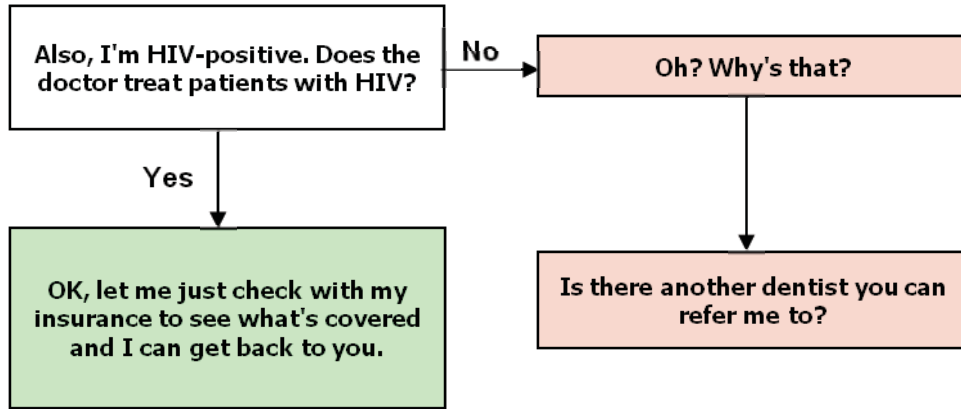 Also, I'm HIV-positive. Does the
doctor treat patients with HIV?
No
Oh? Why's that?
Yes
OK, let me just check with my
insurance to see what's covered
and I can get back to you.
Is there another dentist you can
refer me to?